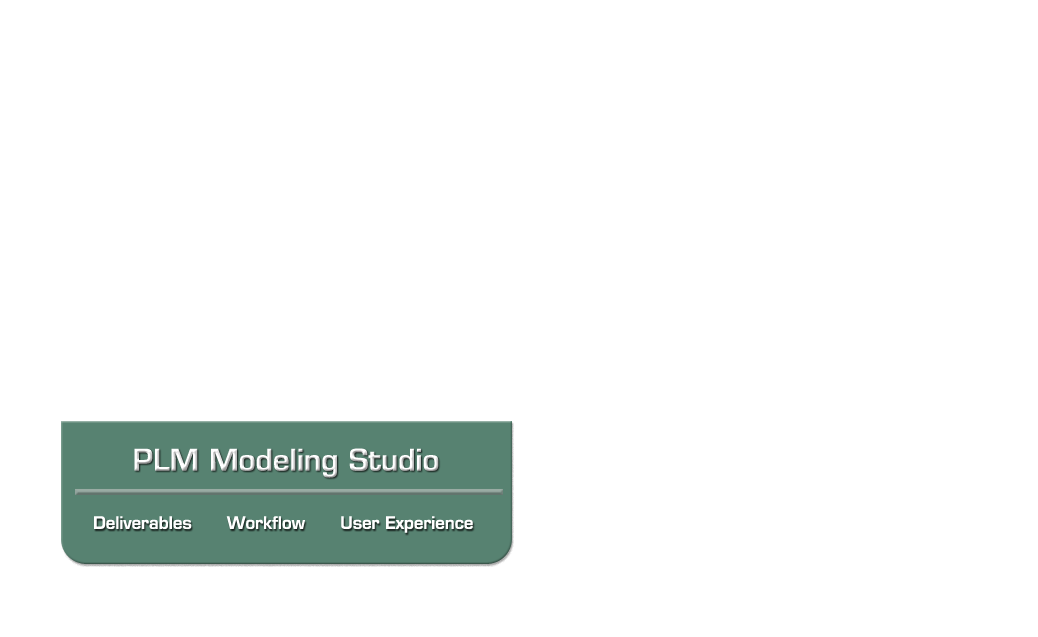 PLM Modeling Studio
Deliverables Workflow User Experience